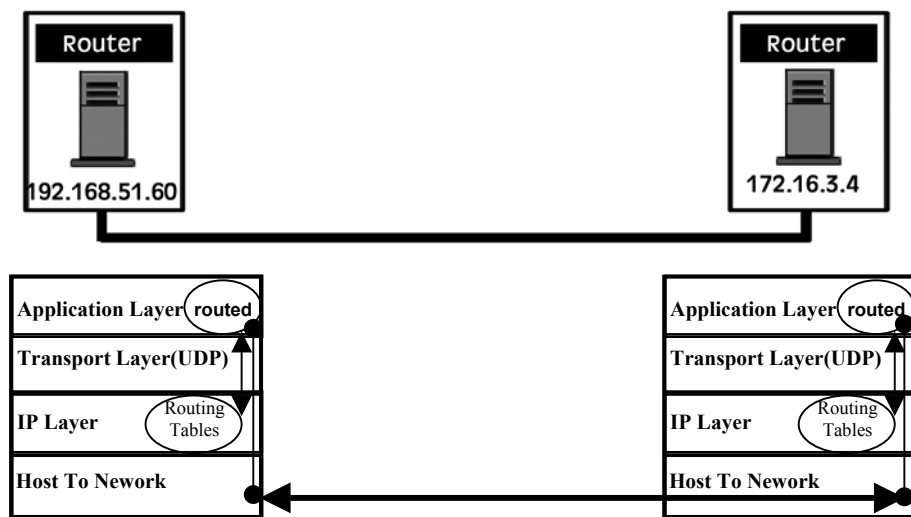 Router
192.168.51.60
Router
172.16.3.4
Application Layer
routed
Transport Layer(UDP)
IP Layer
Routing
Tables
Host To Nework
Application Layer
routed
Transport Layer(UDP)
IP Layer
Routing
Tables
Host To Nework